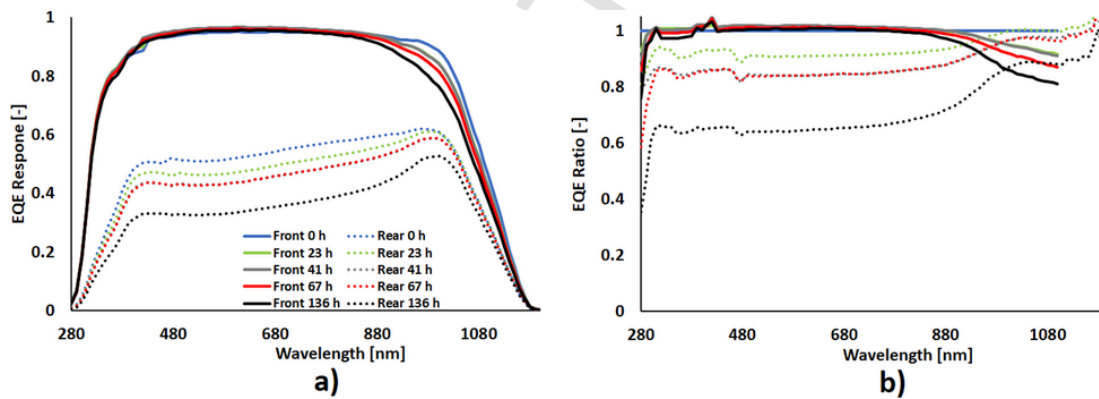 1
0.8
0.6
0.4
0.2
0
EQE Respone [-]
280 480 680 880 1080
Wavelength [nm]
Front 0 h Rear 0 h
Front 23 h Rear 23 h
Front 41 h Rear 41 h
Front 67 h Rear 67 h
Front 136 h Rear 136 h
a)
1
0.8
0.6
0.4
0.2
0
EQE Ratio [-]
280 480 680 880 1080
Wavelength [nm]
b)